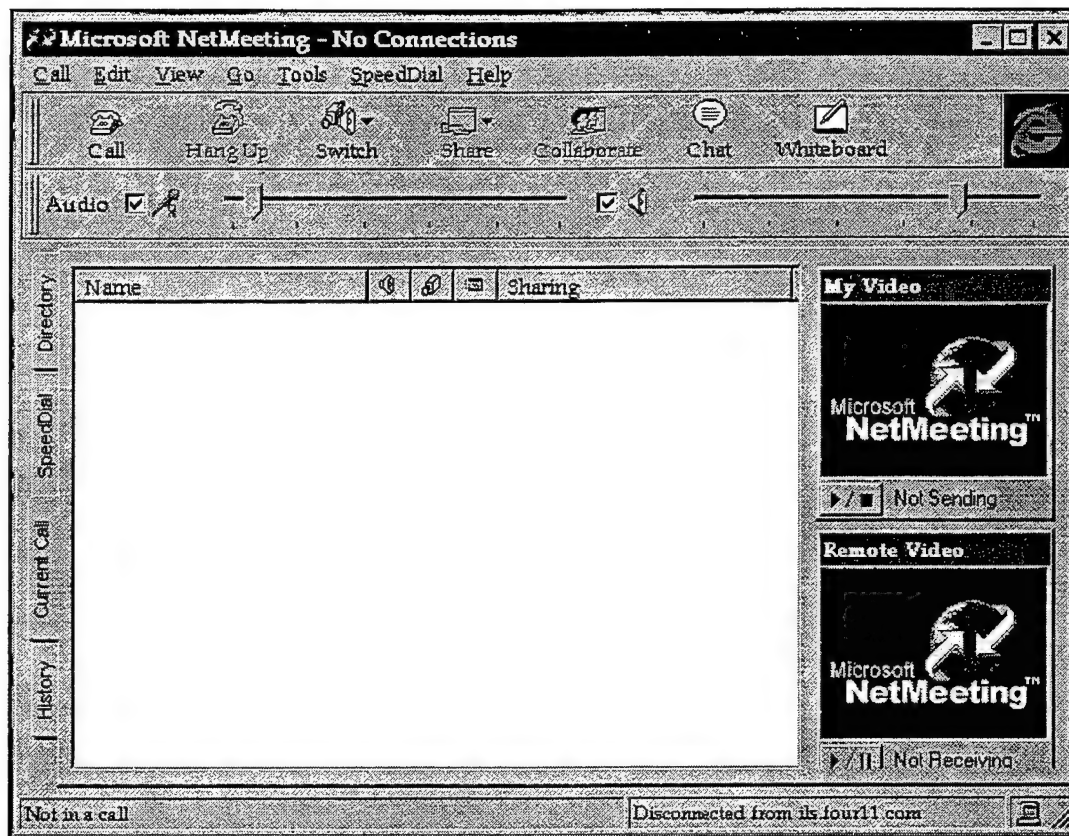 Microsoft NetMeeting - No Connections
Call Edit View Go Tools SpeedDial Help
Call Hang Up Switch Share Collaborate Chat Whiteboard
Audio
Directory
SpeedDial
Current Call
History
Name Sharing
My Video
Microsoft
NetMeeting™
Not Sending
Remote Video
Microsoft
NetMeeting™
Not Receiving
Not in a call Disconnected from ils.four11.com